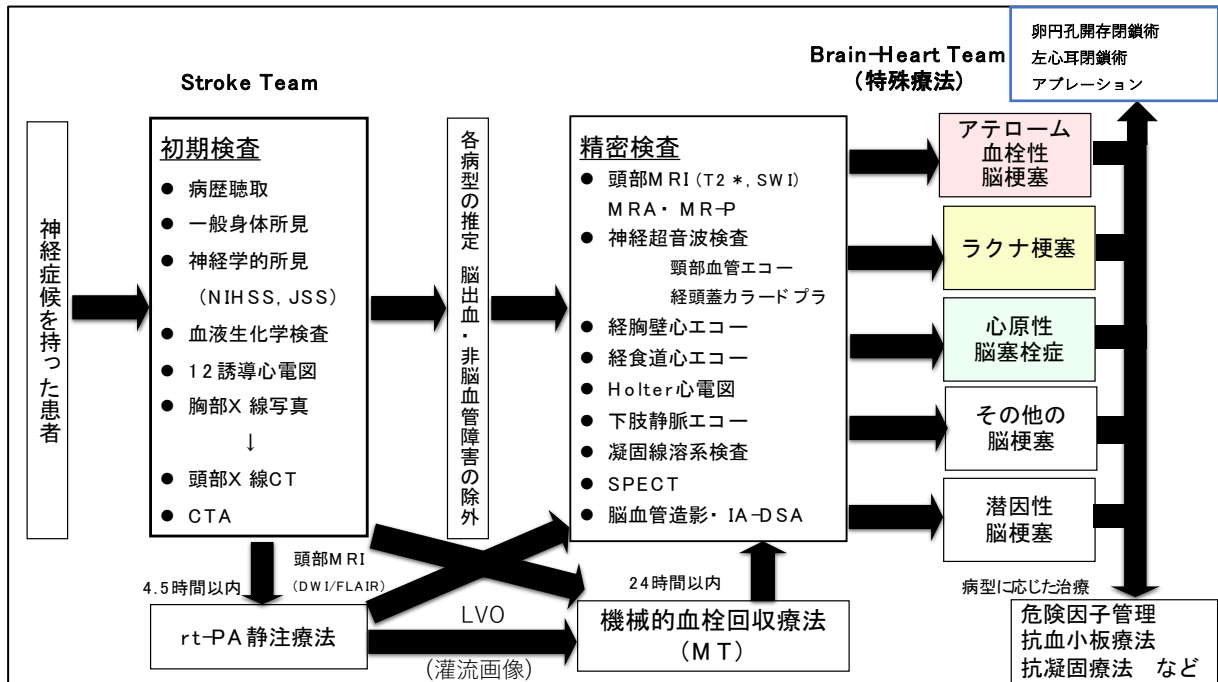 卵円孔開存閉鎖術
左心耳閉鎖術
アブレーション
Brain-Heart Team
(特殊療法)
Stroke Team
神経症候を持った患者
初期検査
● 病歴聴取
● 一般身体所見
● 神経学的所見
(NIHSS, JSS)
● 血液生化学検査
● 12誘導心電図
● 胸部X 線写真
↓
● 頭部X 線CT
● CTA
各病型の推定 脳出血・非脳血管障害の除外
精密検査
● 頭部MRI (T2 *, SWI)
MRA・ MR-P
● 神経超音波検査
頸部血管エコー
経頭蓋カラードプラ
● 経胸壁心エコー
● 経食道心エコー
● Holter心電図
● 下肢静脈エコー
● 凝固線溶系検査
● SPECT
● 脳血管造影・ IA-DSA
アテローム
血栓性
脳梗塞
ラクナ梗塞
心原性
脳塞栓症
その他の
脳梗塞
潜因性
脳梗塞
4.5時間以内
頭部MRI
(DWI/FLAIR)
24時間以内
病型に応じた治療
rt-PA 静注療法
LVO
(灌流画像)
機械的血栓回収療法
(MT)
危険因子管理
抗血小板療法
抗凝固療法 など